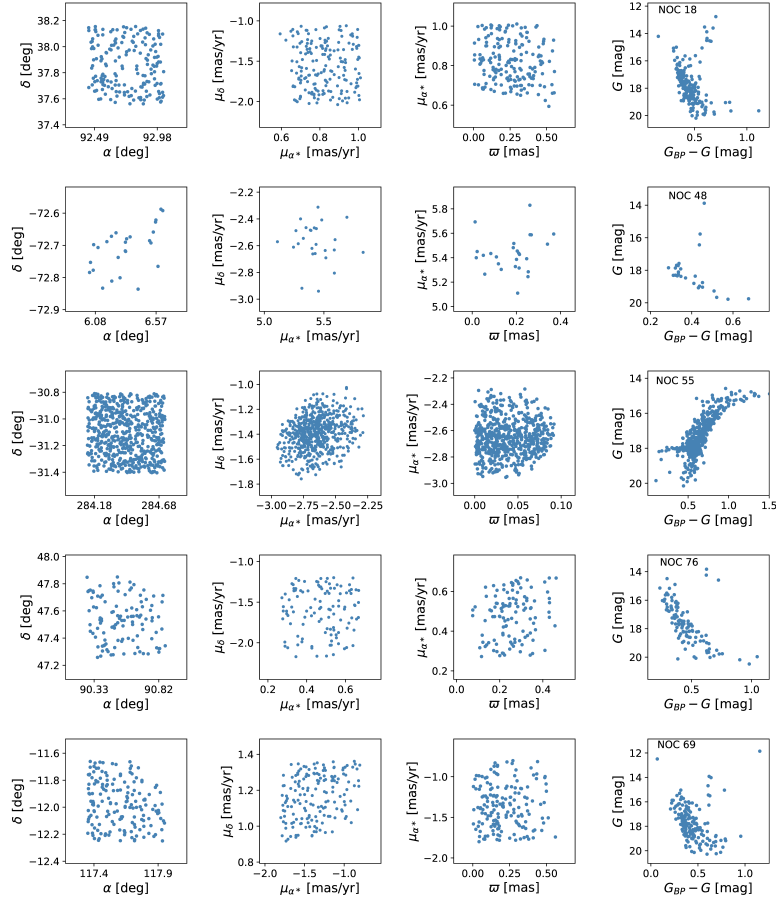 38.2
38.0
37.8
37.6
37.4
δ [deg]
92.49 92.98
α [deg]
−1.0
−1.5
−2.0
μδ [mas/yr]
0.6 0.8 1.0
μα* [mas/yr]
1.0
0.8
0.6
μα* [mas/yr]
0.00 0.25 0.50
ϖ [mas]
NOC 18
14
16
18
20
G [mag]
0.5 1.0
GBP − G [mag]
−72.6
−72.7
−72.8
−72.9
δ [deg]
6.08 6.57
α [deg]
−2.2
−2.4
−2.6
−2.8
−3.0
μδ [mas/yr]
5.0 5.5
μα* [mas/yr]
5.8
5.6
5.4
5.2
5.0
μα* [mas/yr]
0.0 0.2 0.4
ϖ [mas]
NOC 48
14
16
18
20
G [mag]
0.2 0.4 0.6
GBP − G [mag]
−30.8
−31.0
−31.2
−31.4
δ [deg]
284.18 284.68
α [deg]
−1.0
−1.2
−1.4
−1.6
−1.8
μδ [mas/yr]
−3.00 −2.75 −2.50 −2.25
μα* [mas/yr]
−2.2
−2.4
−2.6
−2.8
−3.0
μα* [mas/yr]
0.00 0.05 0.10
ϖ [mas]
NOC 55
14
16
18
20
G [mag]
0.5 1.0 1.5
GBP − G [mag]
48.0
47.8
47.6
47.4
47.2
δ [deg]
90.33 90.82
α [deg]
−1.0
−1.5
−2.0
μδ [mas/yr]
0.2 0.4 0.6
μα* [mas/yr]
0.6
0.4
0.2
μα* [mas/yr]
0.0 0.2 0.4
ϖ [mas]
NOC 76
14
16
18
20
G [mag]
0.5 1.0
GBP − G [mag]
−11.6
−11.8
−12.0
−12.2
−12.4
δ [deg]
117.4 117.9
α [deg]
1.4
1.2
1.0
0.8
μδ [mas/yr]
−2.0 −1.5 −1.0
μα* [mas/yr]
−1.0
−1.5
−2.0
μα* [mas/yr]
0.00 0.25 0.50
ϖ [mas]
NOC 69
12
14
16
18
20
G [mag]
0.0 0.5 1.0
GBP − G [mag]